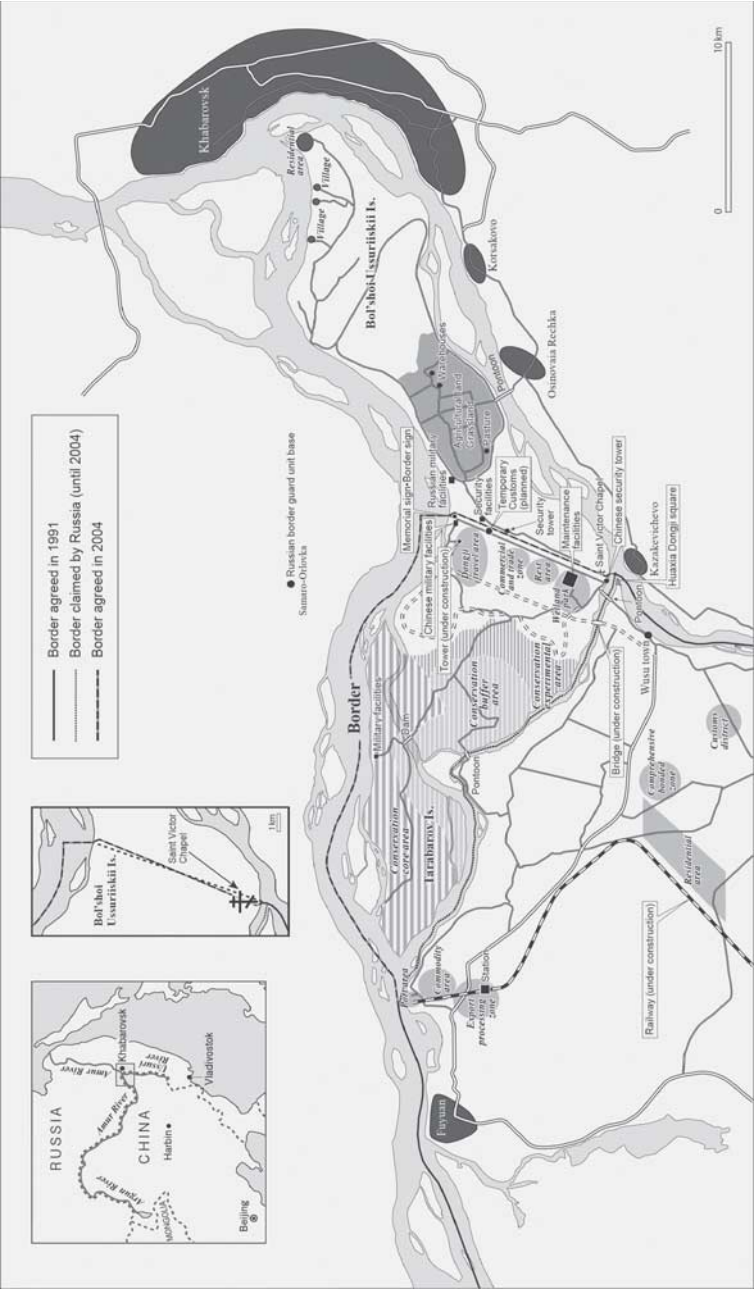 RUSSIA
Amur River
Khabarovsk
Amur River
Ussuri
River
Argun River
CHINA
MONGOLIA
Harbin
Vladivostok
Beijing
Bol'shoi
Ussuriiskii Is.
Saint Victor
Chapel
1 km
Border agreed in 1991
Border claimed by Russia (until 2004)
Border agreed in 2004
Russian border guard unit base
Samaro-Orlovka
Khabarovsk
Residential
area
Village
Village
Bol'shoi Ussuriiskii Is.
Border
Memorial sign•Border sign
Russian military
facilities
Warehouses
Agricultural land
Grassland
Pasture
Pontoon
Korsakovo
Osinovaia Rechka
Chinese military facilities
Tower (under construction)
Dongji
travel area
Security
facilities
Temporary
Customs
(planned)
Commercial
and trade
zone
Security
tower
Rest
area
Maintenance
facilities
Wetland
park
Saint Victor Chapel
Chinese security tower
Pontoon
Kazakevichevo
Huaxia Dongji square
Military facilities
Dam
Conservation
core area
Tarabarov Is.
Conservation
buffer
area
Conservation
experimental
area
Pontoon
Bridge (under construction)
Wusu town
Comprehensive
bonded
zone
Customs
district
Residential
area
Railway (under construction)
Commodity
area
Station
Export
processing
zone
Fuyuan
0
10 km